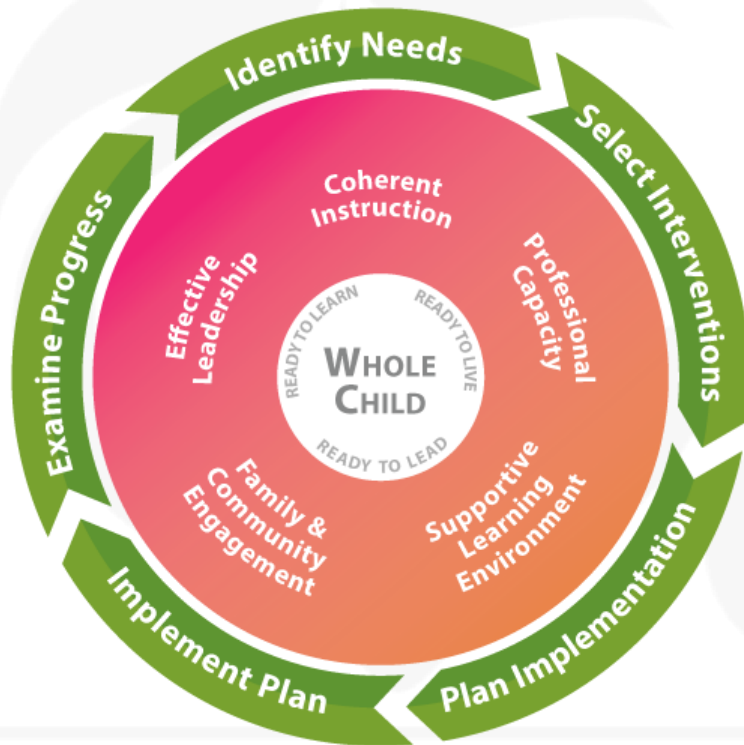 Identify Needs
Select Interventions
Plan Implementation
Implement Plan
Examine Progress
Coherent
Instruction
Professional
Capacity
Supportive
Learning
Environment
Family &
Community
Engagement
Effective
Leadership
READY TO LEARN
READY TO LIVE
WHOLE
CHILD
READY TO LEAD